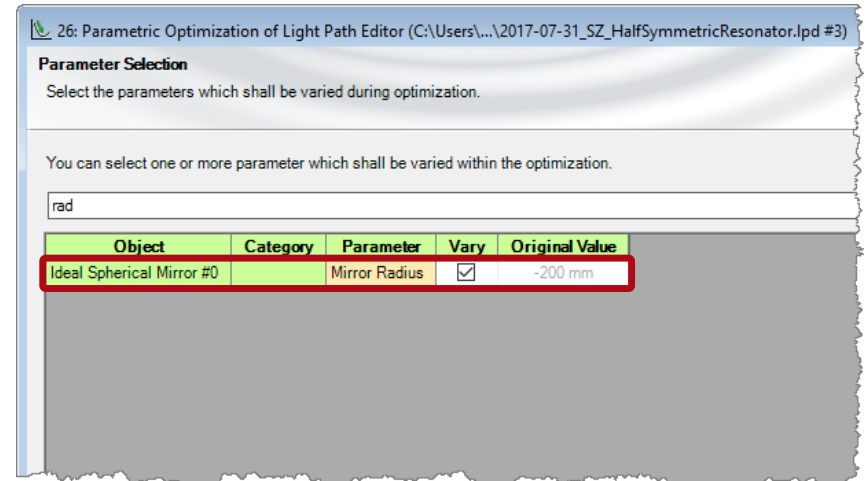 26: Parametric Optimization of Light Path Editor (C:\Users\...\2017-07-31_SZ_HalfSymmetricResonator.lpd #3)
Parameter Selection
Select the parameters which shall be varied during optimization.
You can select one or more parameter which shall be varied within the optimization.
rad
Object Category Parameter Vary Original Value
Ideal Spherical Mirror #0 Mirror Radius -200 mm